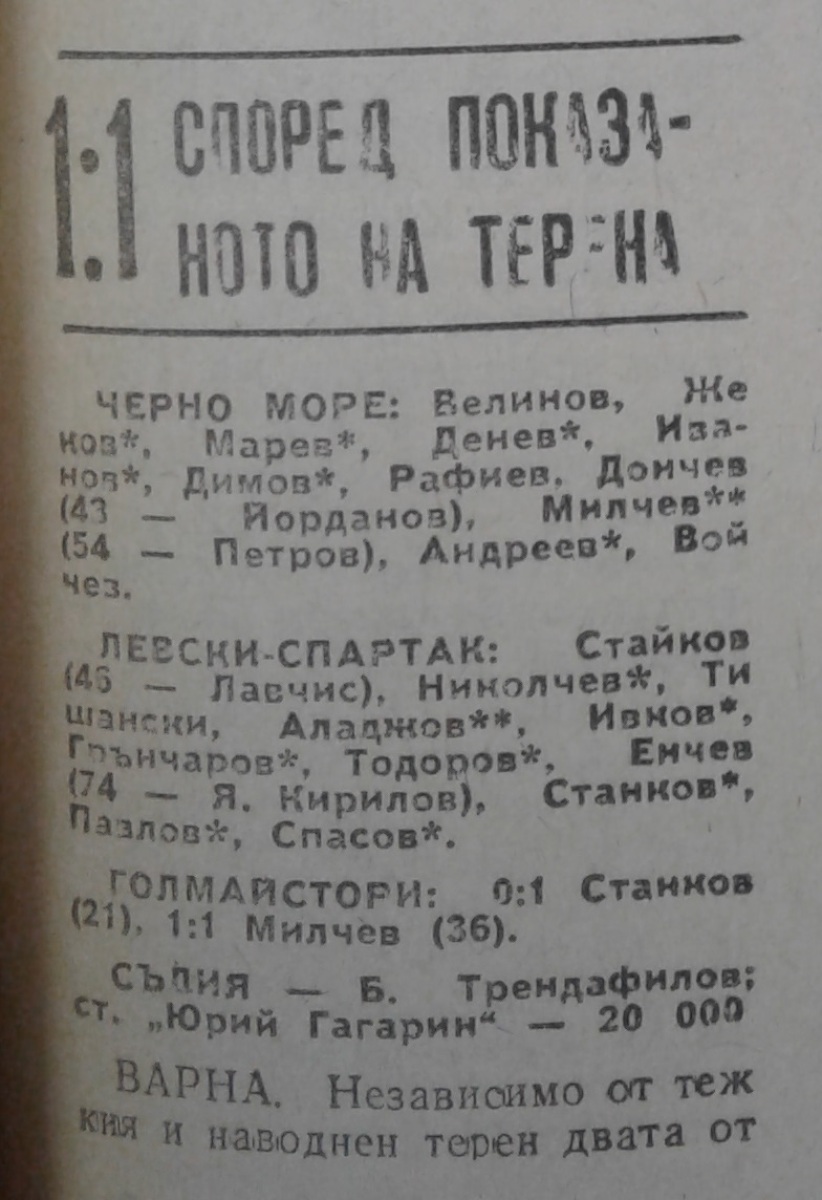 1:1 СПОРЕД ПОКАЗА-
НОТО НА ТЕРЕНА
ЧЕРНО МОРЕ: Велинов, Же
ков*, Марев*, Денев*, Ива-
нов*, Димов*, Рафиев, Дончев
(43 — Йорданов), Милчев**
(54 — Петров), Андреев*, Вой
чев.
ЛЕВСКИ-СПАРТАК: Стайков
(46 — Лавчис), Николчев*, Ти
шански, Аладжов**, Ивков*,
Грънчаров*, Тодоров*, Енчев
(74 — Я. Кирилов), Станков*,
Павлов*, Спасов*.
ГОЛМАЙСТОРИ: 0:1 Станков
(21), 1:1 Милчев (36).
СЪДИЯ — Б. Трендафилов;
ст. „Юрий Гагарин“ — 20 000
ВАРНА. Независимо от теж
кия и наводнен терен двата от